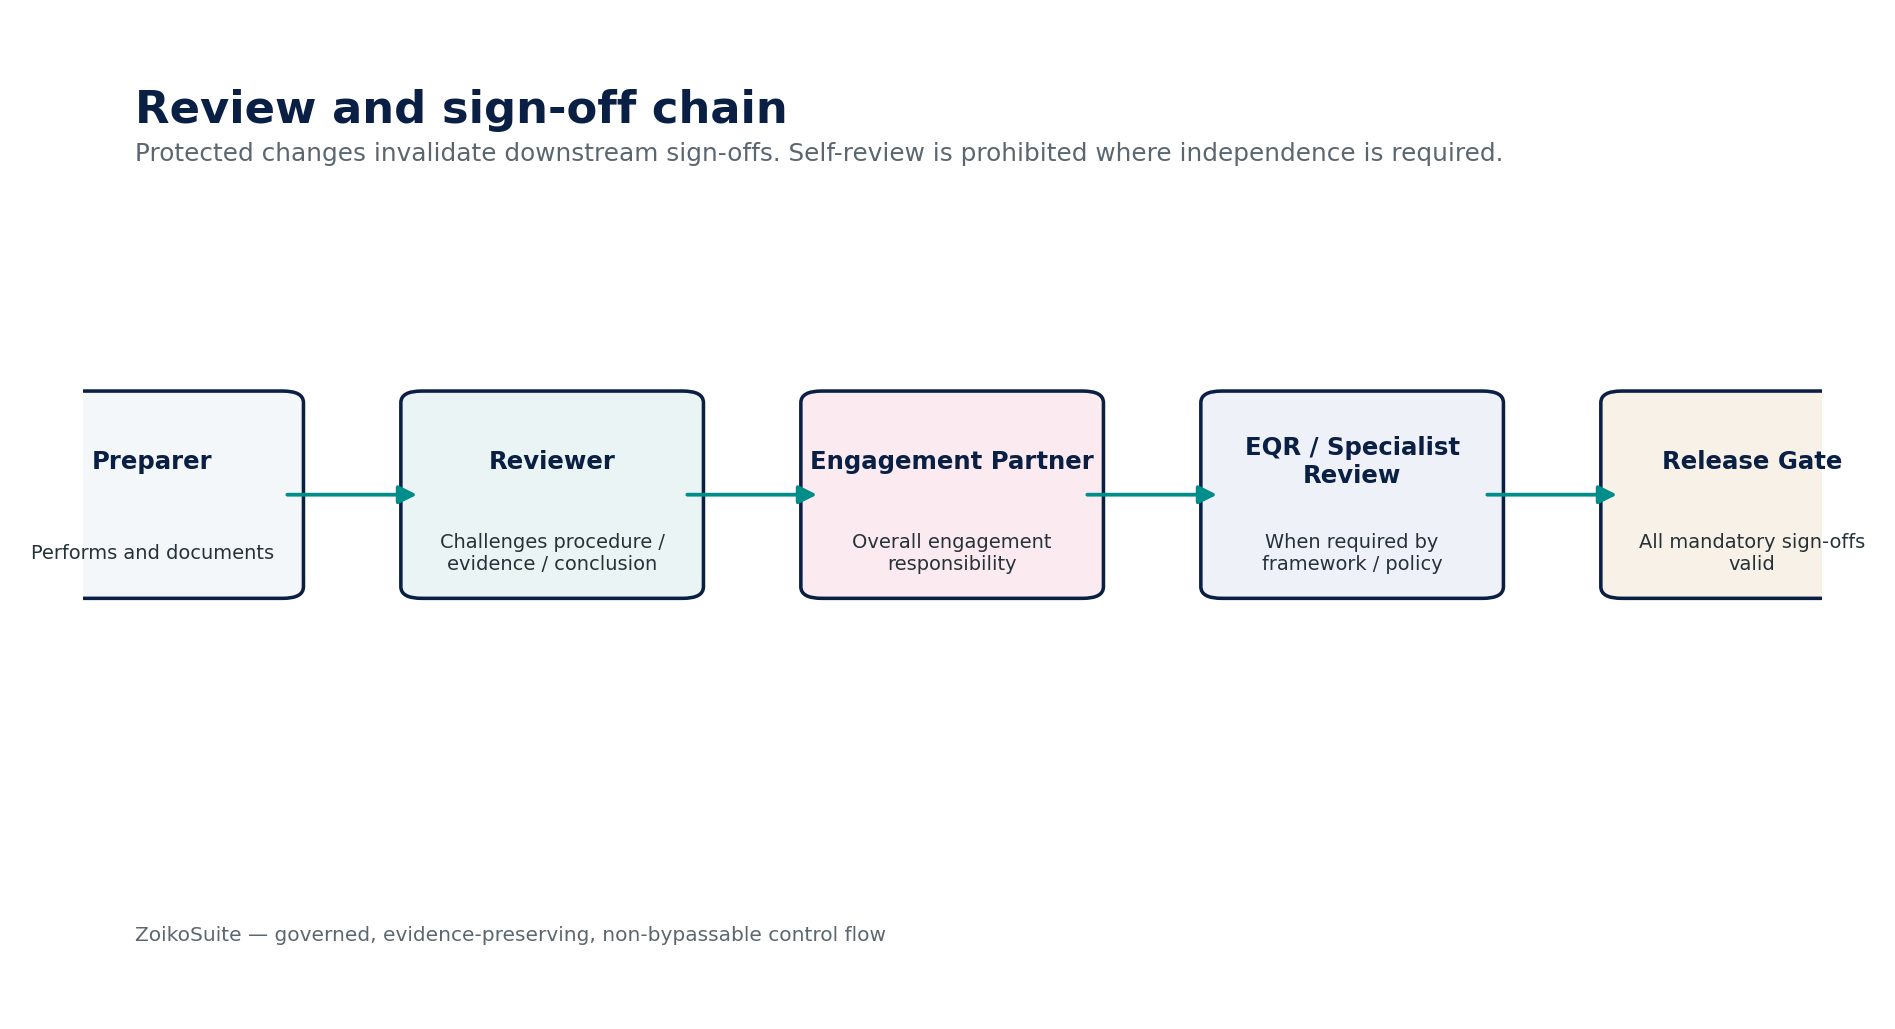 Review and sign-off chain
Protected changes invalidate downstream sign-offs. Self-review is prohibited where independence is required.
Preparer
Performs and documents
Reviewer
Challenges procedure /
evidence / conclusion
Engagement Partner
Overall engagement
responsibility
EQR / Specialist
Review
When required by
framework / policy
Release Gate
All mandatory sign-offs
valid
ZoikoSuite — governed, evidence-preserving, non-bypassable control flow